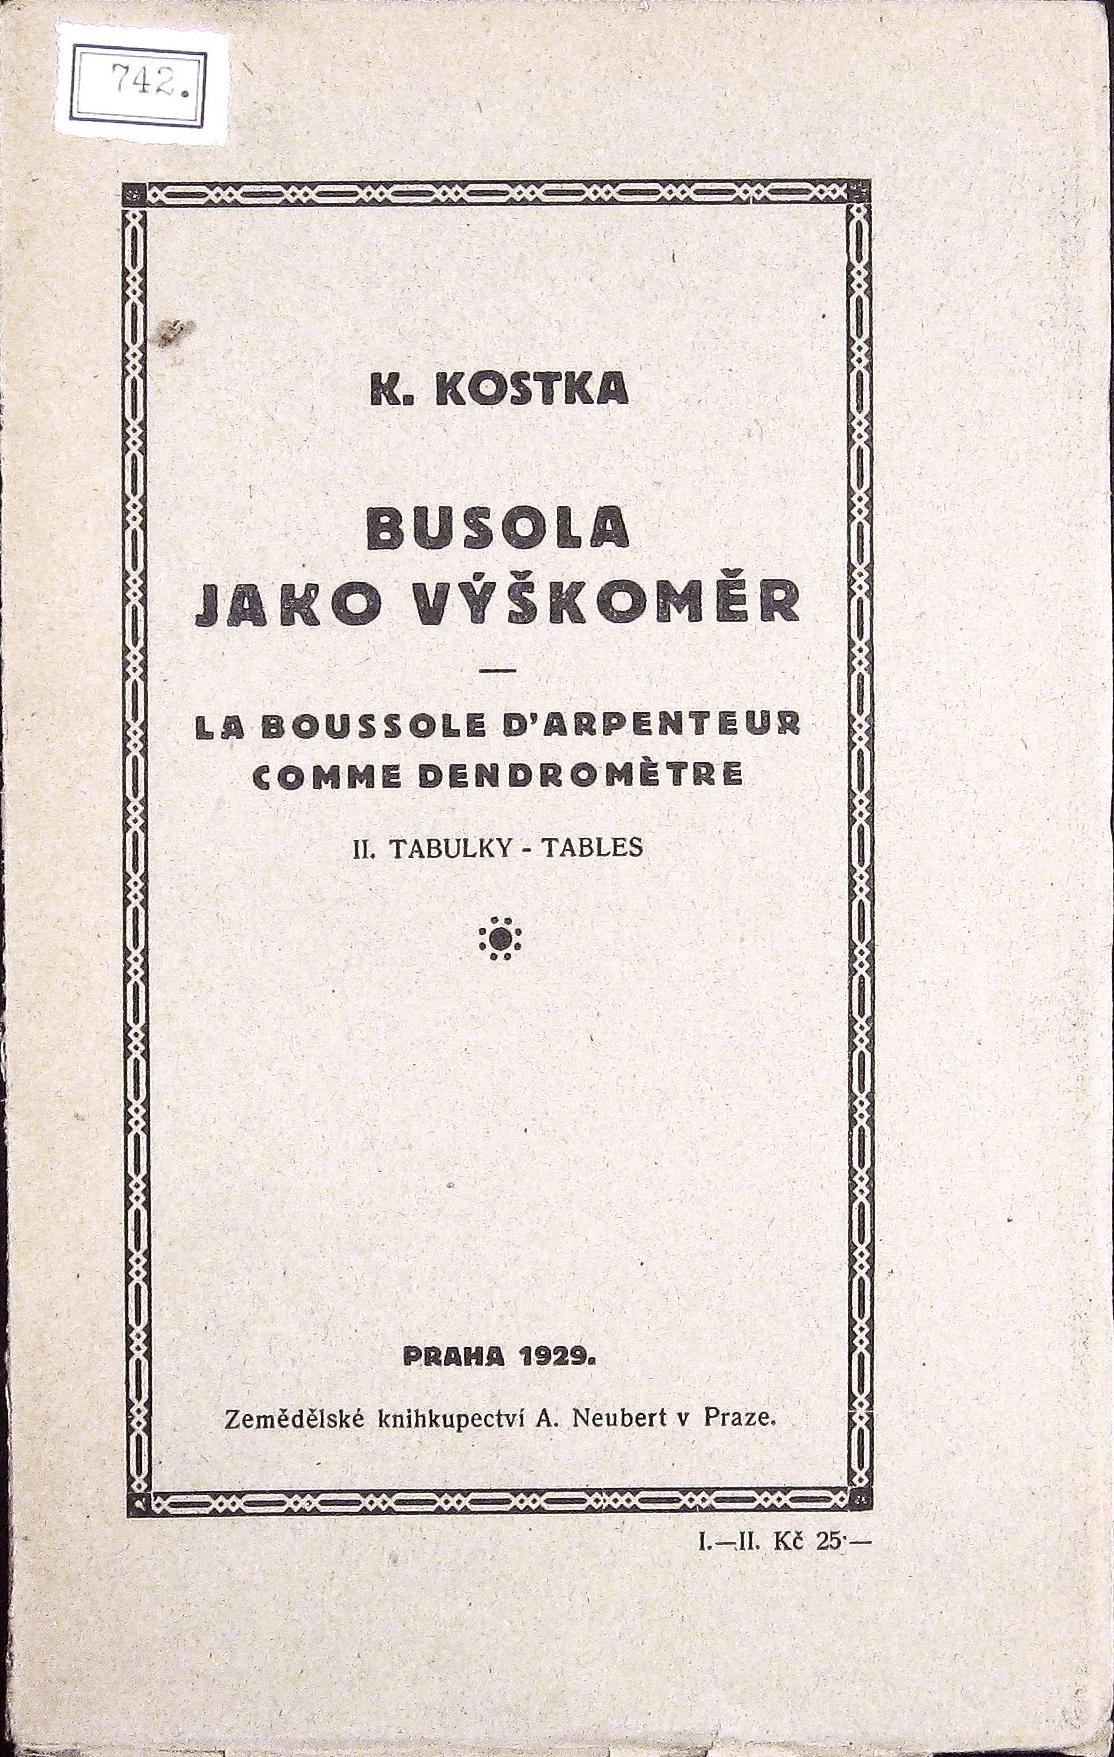 742.
K. KOSTKA
BUSOLA
JAKO VÝŠKOMĚR
—
LA BOUSSOLE D'ARPENTEUR
COMME DENDROMÈTRE
II. TABULKY - TABLES
PRAHA 1929.
Zemědělské knihkupectví A. Neubert v Praze.
I.—II. Kč 25·—